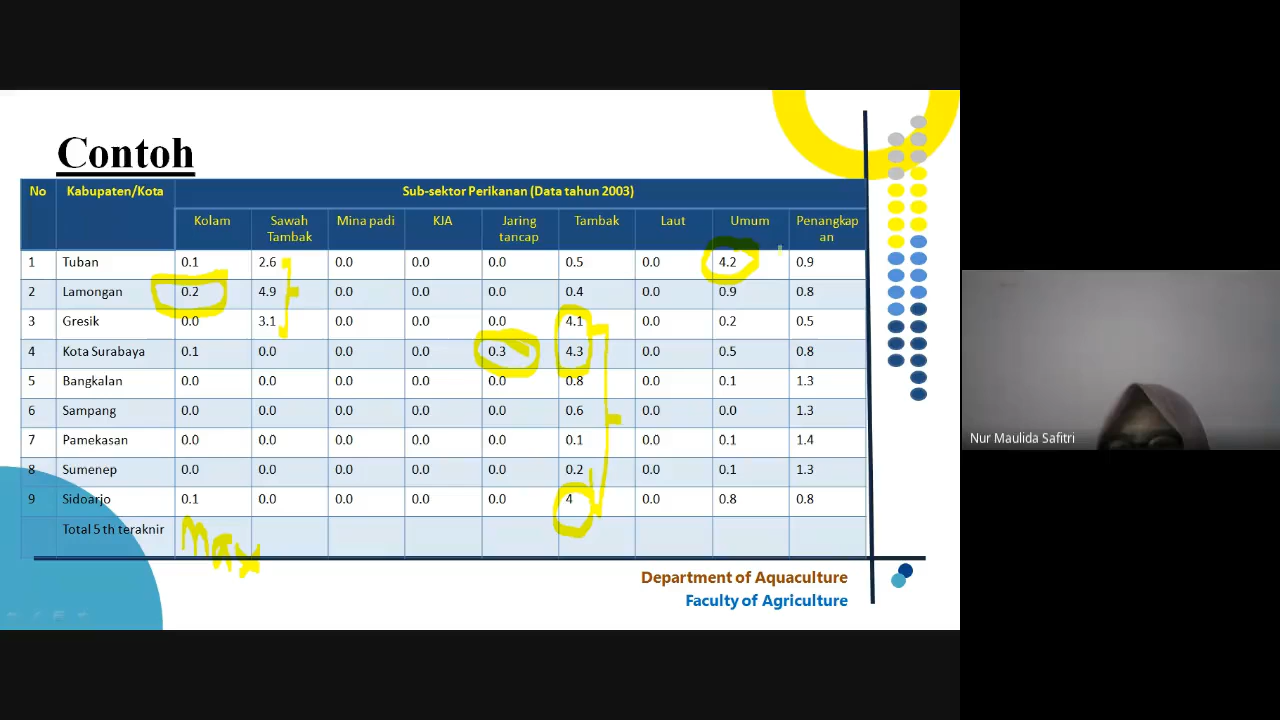 Contoh
No Kabupaten/Kota Sub-sektor Perikanan (Data tahun 2003)
Kolam Sawah Tambak Mina padi KJA Jaring tancap Tambak Laut Umum Penangkap an
1 Tuban 0.1 2.6 0.0 0.0 0.0 0.5 0.0 4.2 0.9
2 Lamongan 0.2 4.9 0.0 0.0 0.0 0.4 0.0 0.9 0.8
3 Gresik 0.0 3.1 0.0 0.0 0.0 4.1 0.0 0.2 0.5
4 Kota Surabaya 0.1 0.0 0.0 0.0 0.3 4.3 0.0 0.5 0.8
5 Bangkalan 0.0 0.0 0.0 0.0 0.0 0.8 0.0 0.1 1.3
6 Sampang 0.0 0.0 0.0 0.0 0.0 0.6 0.0 0.0 1.3
7 Pamekasan 0.0 0.0 0.0 0.0 0.0 0.1 0.0 0.1 1.4
8 Sumenep 0.0 0.0 0.0 0.0 0.0 0.2 0.0 0.1 1.3
9 Sidoarjo 0.1 0.0 0.0 0.0 0.0 4 0.0 0.8 0.8
Total 5 th teraknir
Max
Department of Aquaculture
Faculty of Agriculture
Nur Maulida Safitri